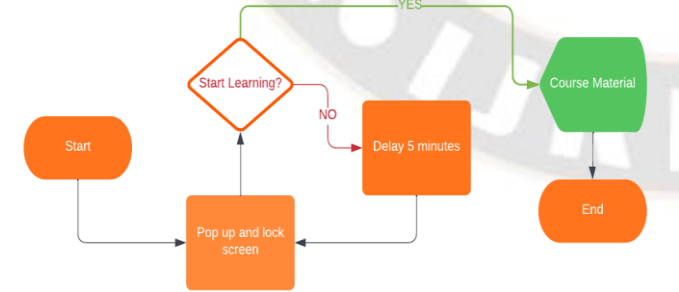 YES
Start Learning?
Course Material
NO
Start
Delay 5 minutes
End
Pop up and lock
screen